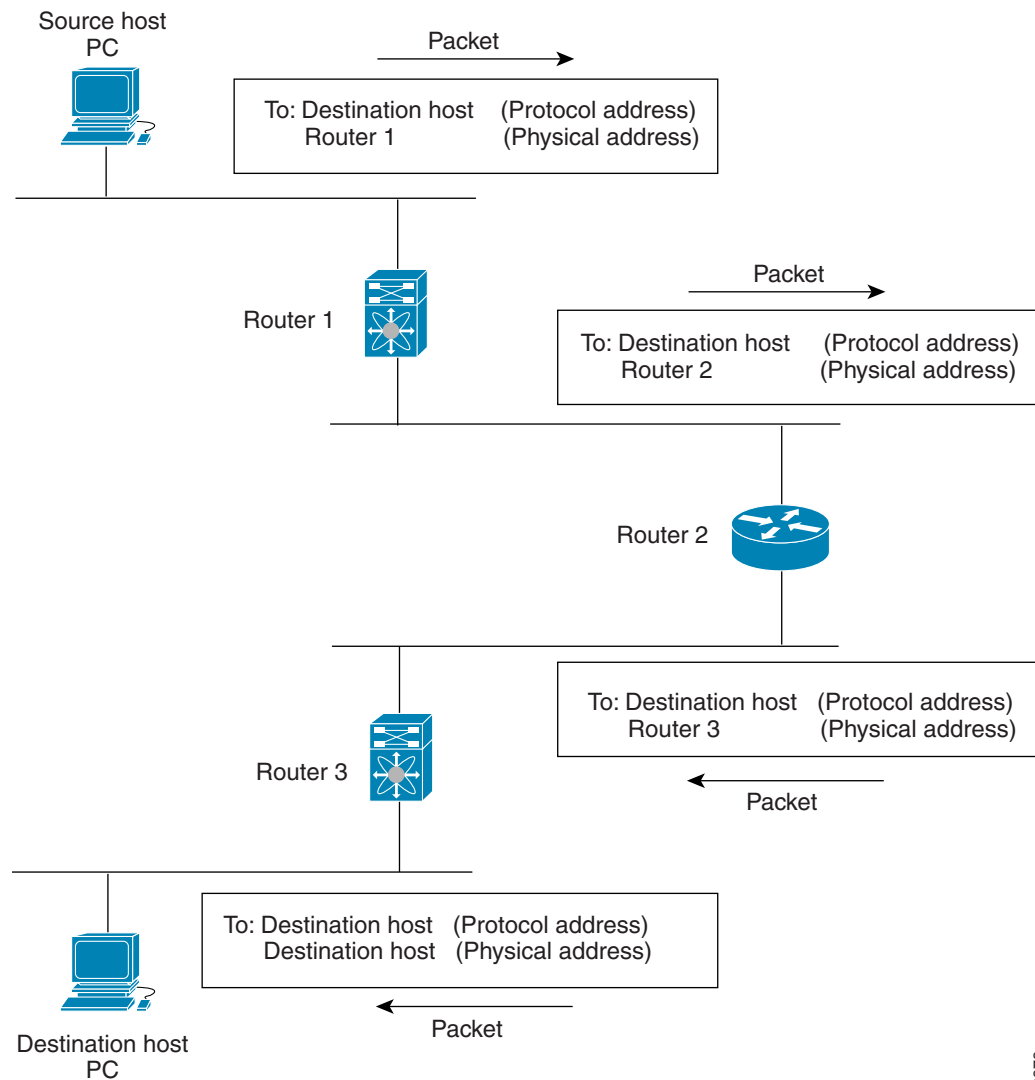 Source host
PC
Packet
To: Destination host (Protocol address)
Router 1 (Physical address)
Router 1
Packet
To: Destination host (Protocol address)
Router 2 (Physical address)
Router 2
To: Destination host (Protocol address)
Router 3 (Physical address)
Router 3
Packet
To: Destination host (Protocol address)
Destination host (Physical address)
Packet
Destination host
PC